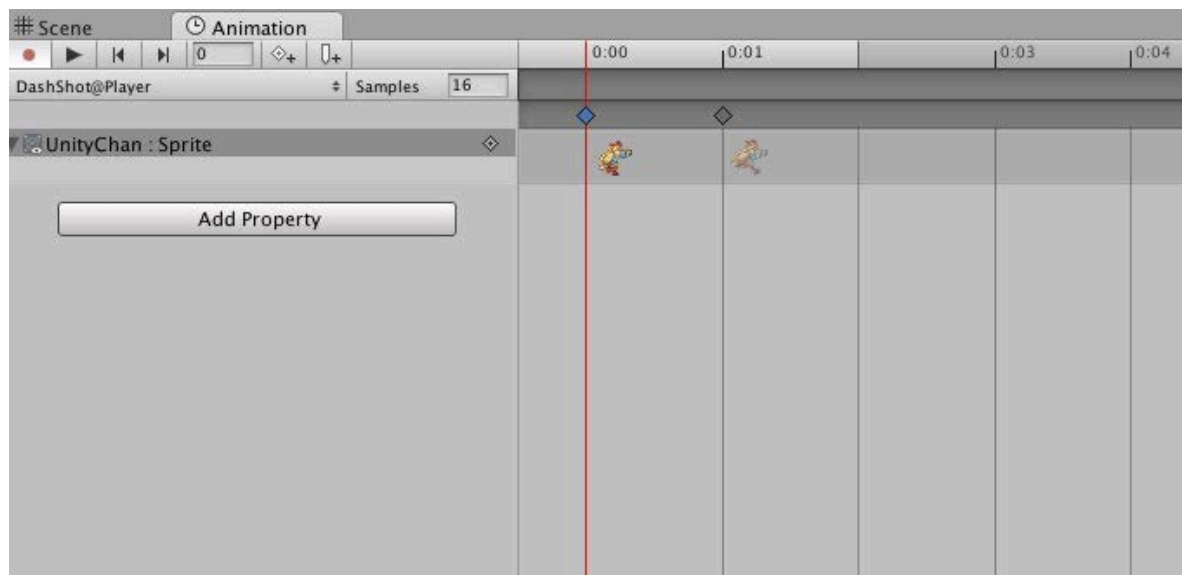 Scene Animation
0 0:00 0:01 0:03 0:04
DashShot@Player Samples 16
UnityChan : Sprite
Add Property